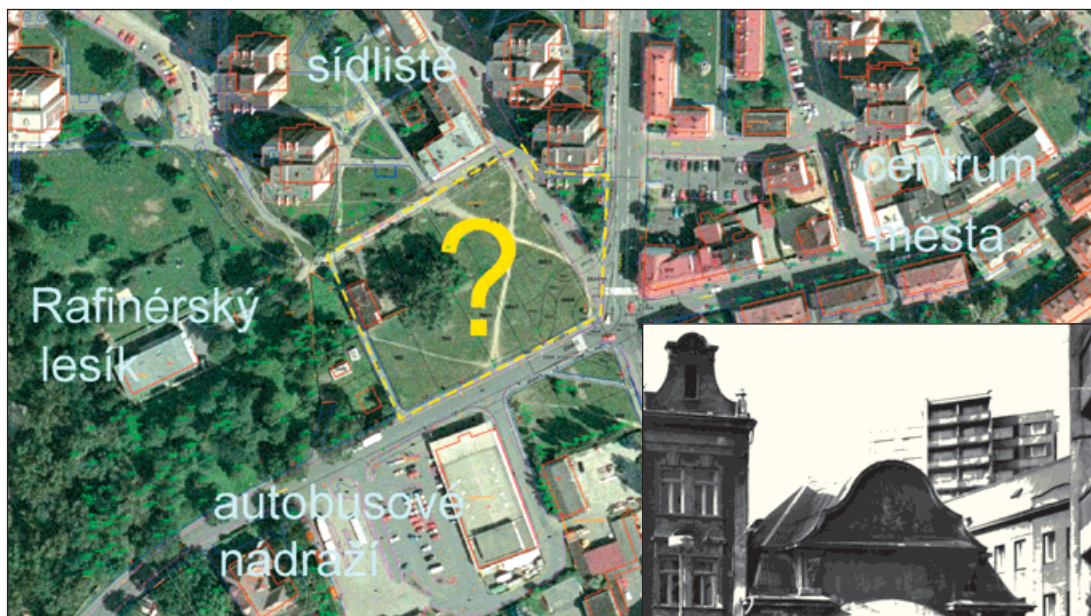 sídliště
centrum
města
?
Rafinérský
lesík
autobusové
nádraží